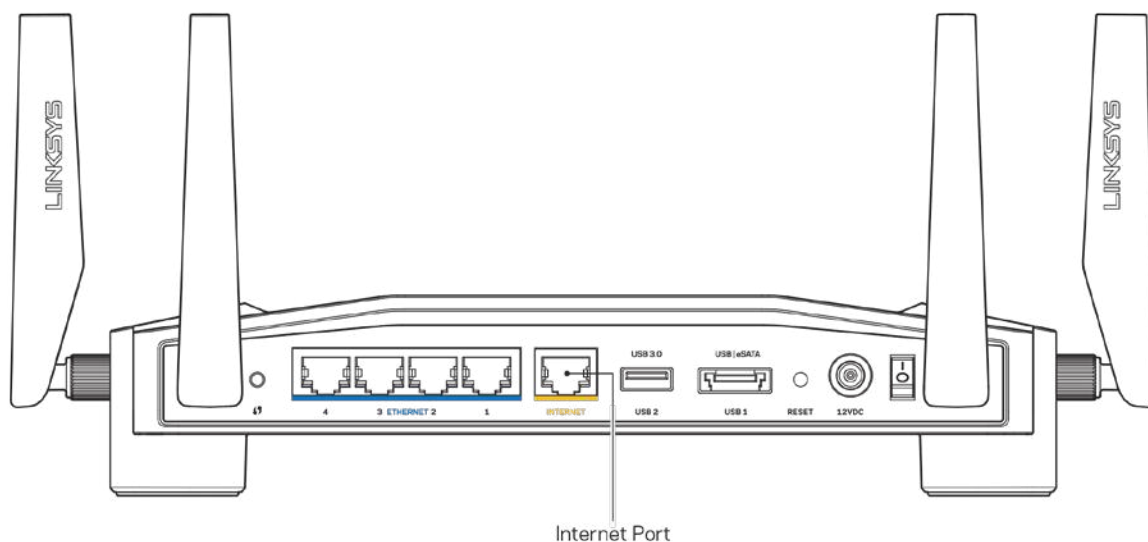 LINKSYS
LINKSYS
USB 3.0 USB | eSATA
4 3 ETHERNET 2 1 INTERNET USB 2 USB 1 RESET 12VDC
Internet Port